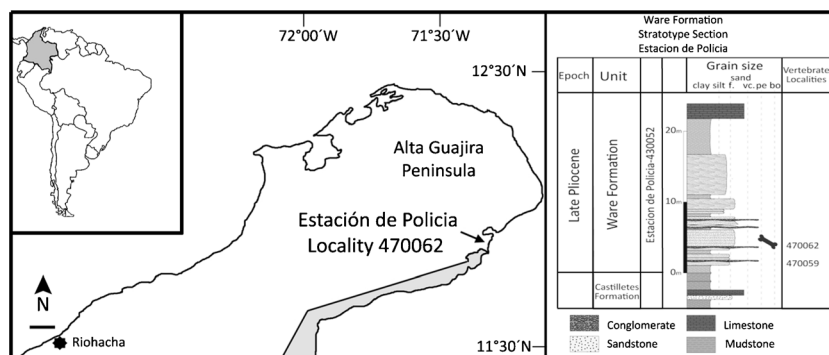 72°00´W
71°30´W
12°30´N
Alta Guajira
Peninsula
Estación de Policia
Locality 470062
N
Riohacha
11°30´N
Ware Formation
Stratotype Section
Estacion de Policia
Epoch
Unit
Grain size
sand
clay silt f. vc.pe bo
Vertebrate
Localities
Late Pliocene
Ware Formation
Estacion de Policia-430052
20m
10m
0m
470062
470059
Castilletes
Formation
Conglomerate
Limestone
Sandstone
Mudstone